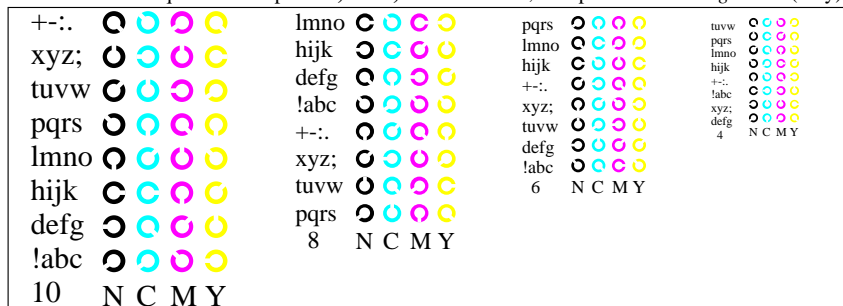 +-:.
xyz;
tuvw
pqrs
lmno
hijk
defg
!abc
10 N C M Y
lmno
hijk
defg
!abc
+-:.
xyz;
tuvw
pqrs
8 N C M Y
pqrs
lmno
hijk
+-:.
xyz;
tuvw
defg
!abc
6 N C M Y
tuvw
pqrs
lmno
hijk
+-:.
!abc
xyz;
defg
4 N C M Y